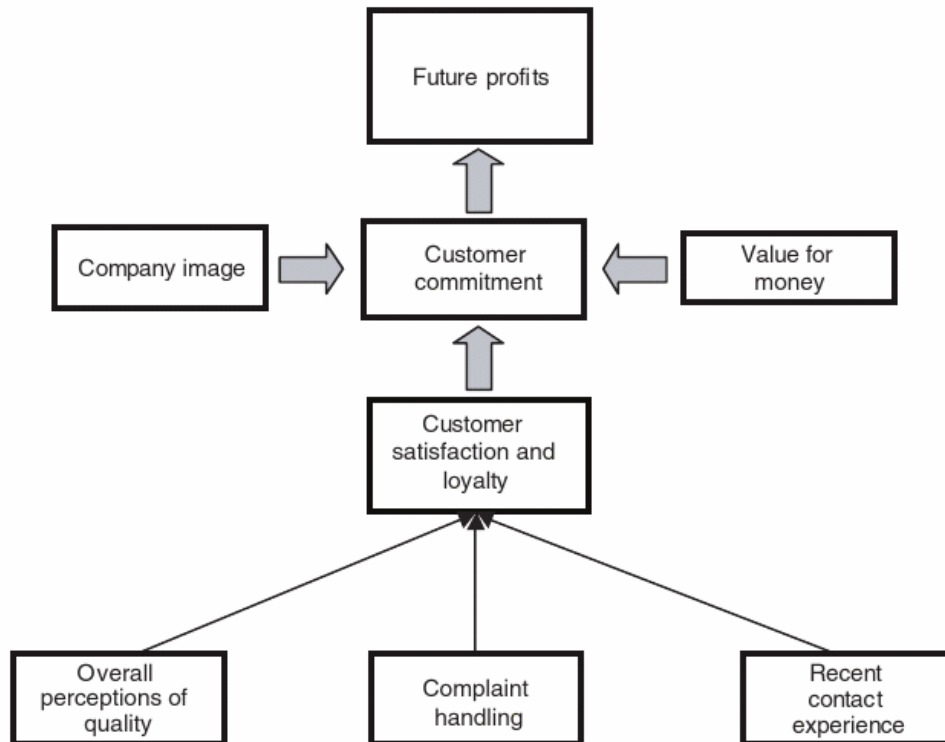 Future profits
Company image
Customer
commitment
Value for
money
Customer
satisfaction and
loyalty
Overall
perceptions of
quality
Complaint
handling
Recent
contact
experience